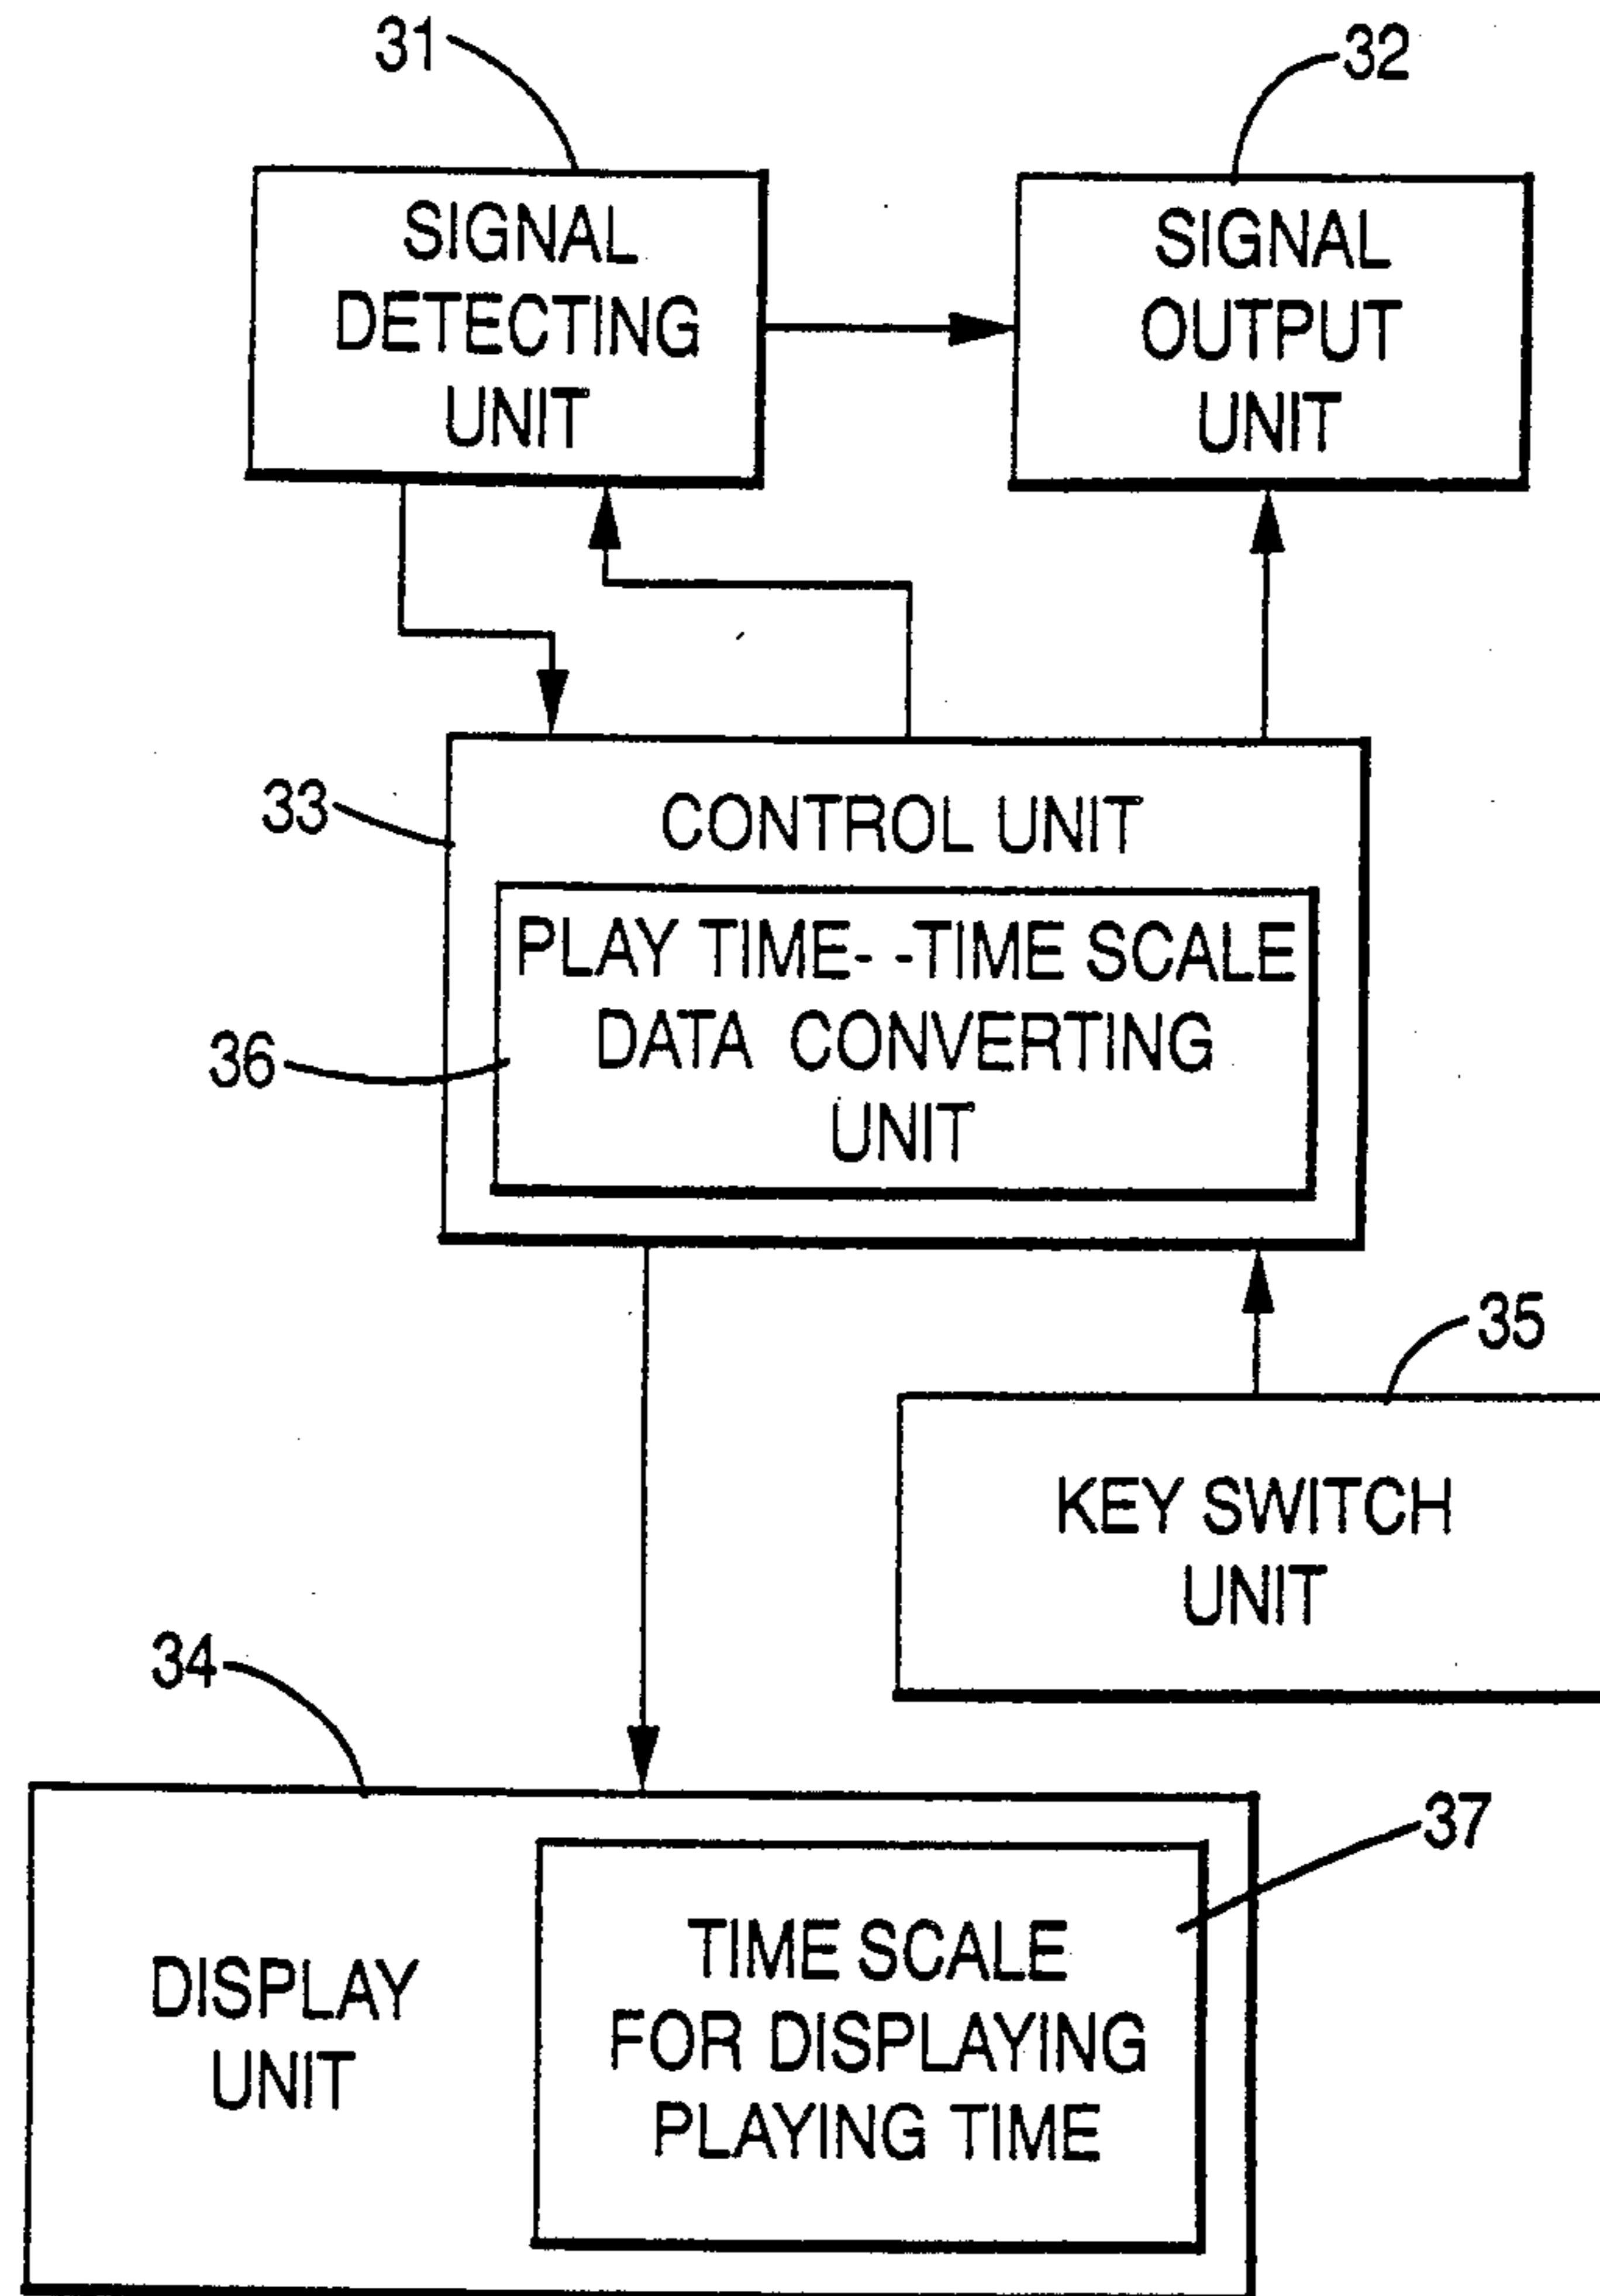 31
32
SIGNAL
DETECTING
UNIT
SIGNAL
OUTPUT
UNIT
33
CONTROL UNIT
PLAY TIME- -TIME SCALE
DATA CONVERTING
UNIT
36
35
KEY SWITCH
UNIT
34
37
DISPLAY
UNIT
TIME SCALE
FOR DISPLAYING
PLAYING TIME